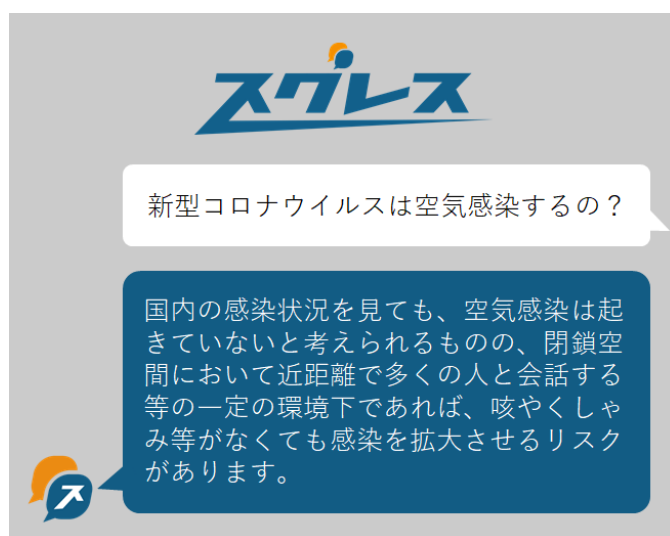 スグレス
新型コロナウイルスは空気感染するの？
国内の感染状況を見ても、空気感染は起
きていないと考えられるものの、閉鎖空
間において近距離で多くの人と会話する
等の一定の環境下であれば、咳やくしゃ
み等がなくても感染を拡大させるリスク
があります。
ス